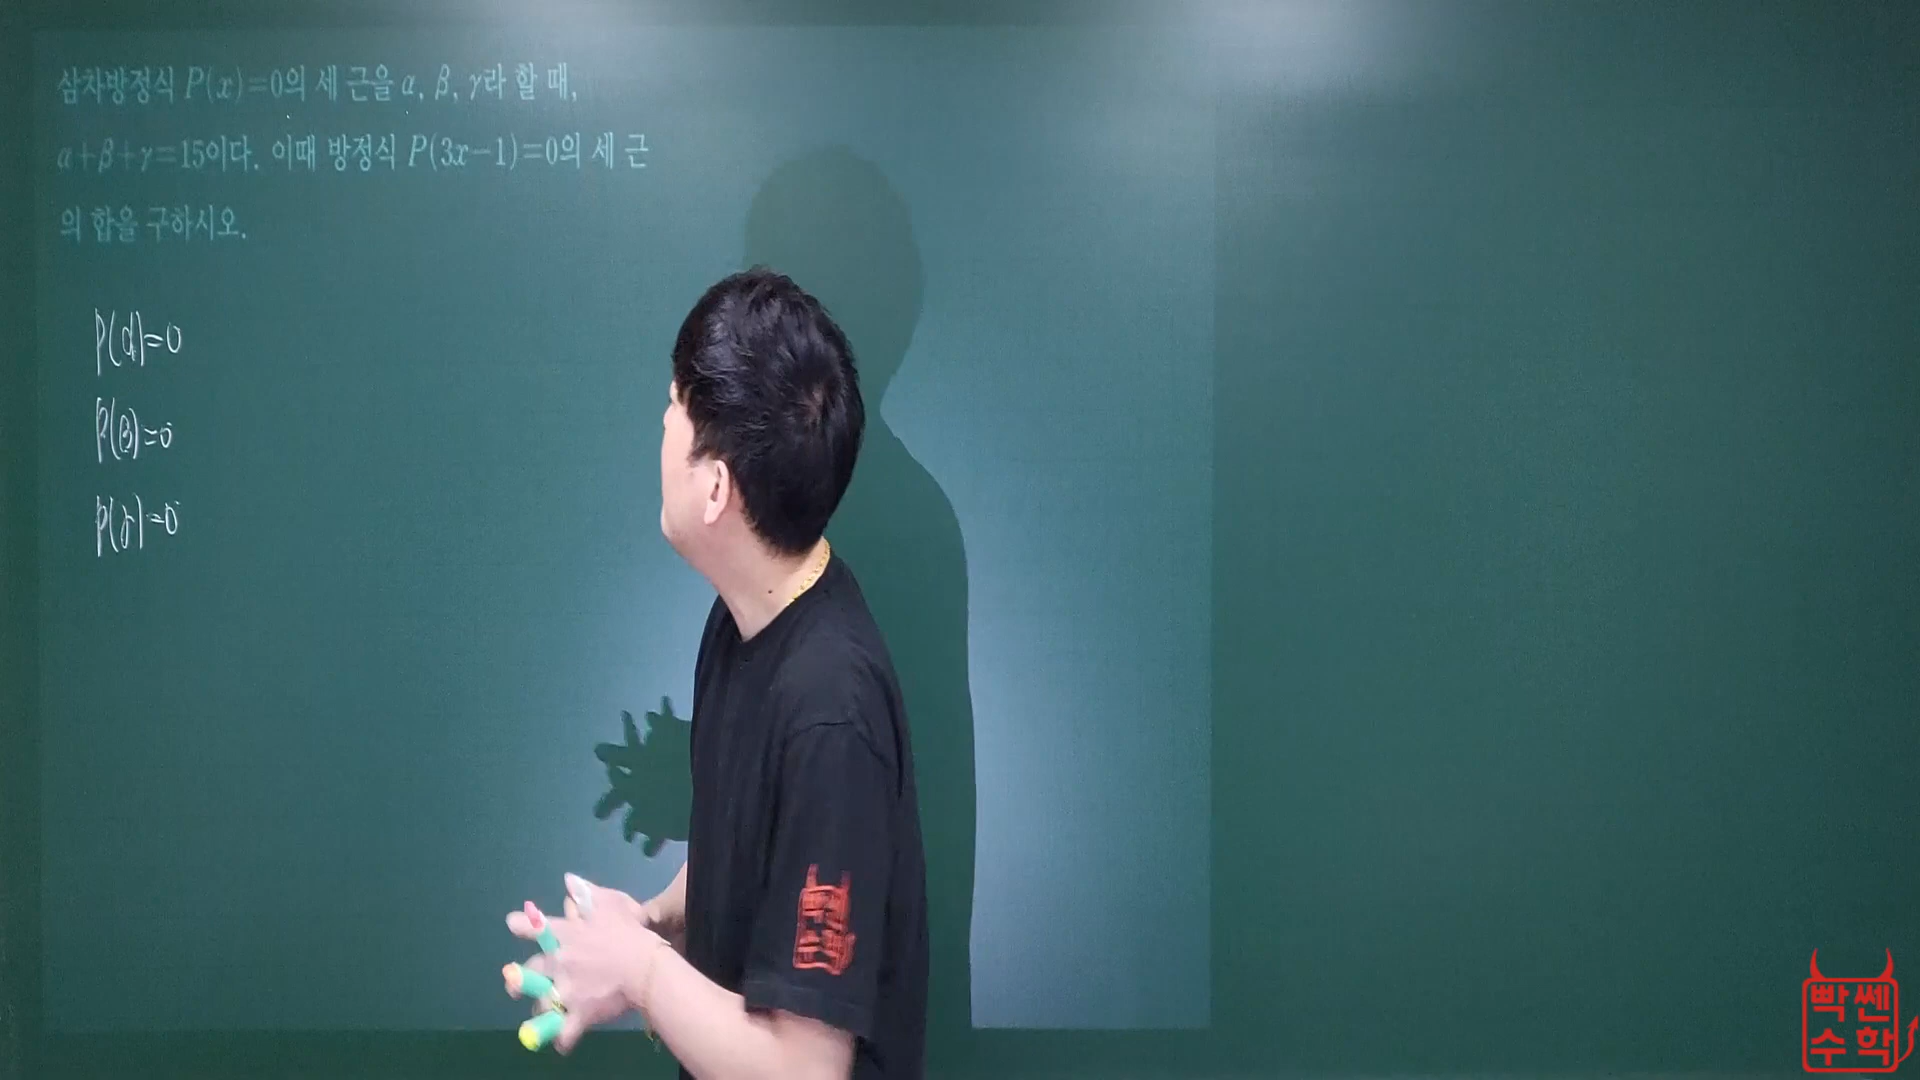 삼차방정식 P(x)=0의 세 근을 α, β, γ라 할 때,
α+β+γ=15이다. 이때 방정식 P(3x−1)=0의 세 근
의 합을 구하시오.
P(α)=0
P(β)=0
P(γ)=0
빡쎈
수학